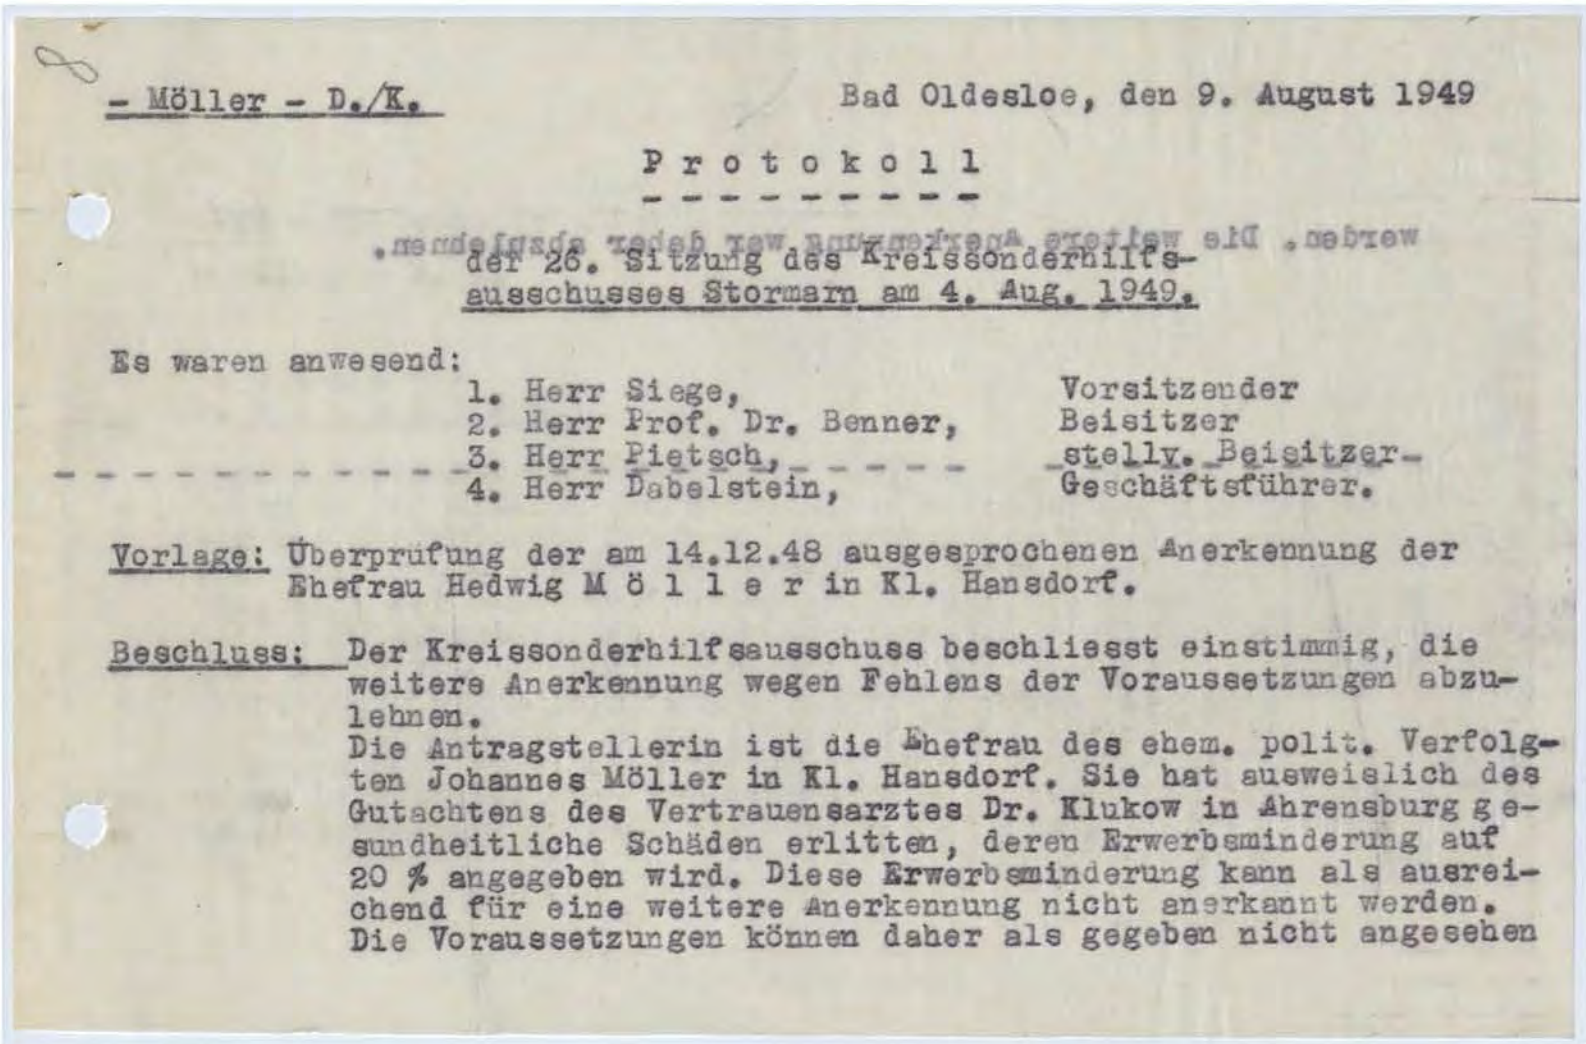 8
- Möller - D./K.
Bad Oldesloe, den 9. August 1949
P r o t o k o l l
- - - - - - - - -
werden. Die weitere Anerkennung war daher abzulehnen.
der 26. Sitzung des Kreissonderhilfs-
ausschusses Stormarn am 4. Aug. 1949.
Es waren anwesend:
1. Herr Siege, Vorsitzender
2. Herr Prof. Dr. Benner, Beisitzer
3. Herr Pietsch, stellv. Beisitzer
4. Herr Dabelstein, Geschäftsführer.
Vorlage: Überprüfung der am 14.12.48 ausgesprochenen Anerkennung der
Ehefrau Hedwig M ö l l e r in Kl. Hansdorf.
Beschluss: Der Kreissonderhilfsausschuss beschliesst einstimmig, die
weitere Anerkennung wegen Fehlens der Voraussetzungen abzu-
lehnen.
Die Antragstellerin ist die Ehefrau des ehem. polit. Verfolg-
ten Johannes Möller in Kl. Hansdorf. Sie hat ausweislich des
Gutachtens des Vertrauensarztes Dr. Klukow in Ahrensburg ge-
sundheitliche Schäden erlitten, deren Erwerbsminderung auf
20 % angegeben wird. Diese Erwerbsminderung kann als ausrei-
chend für eine weitere Anerkennung nicht anerkannt werden.
Die Voraussetzungen können daher als gegeben nicht angesehen